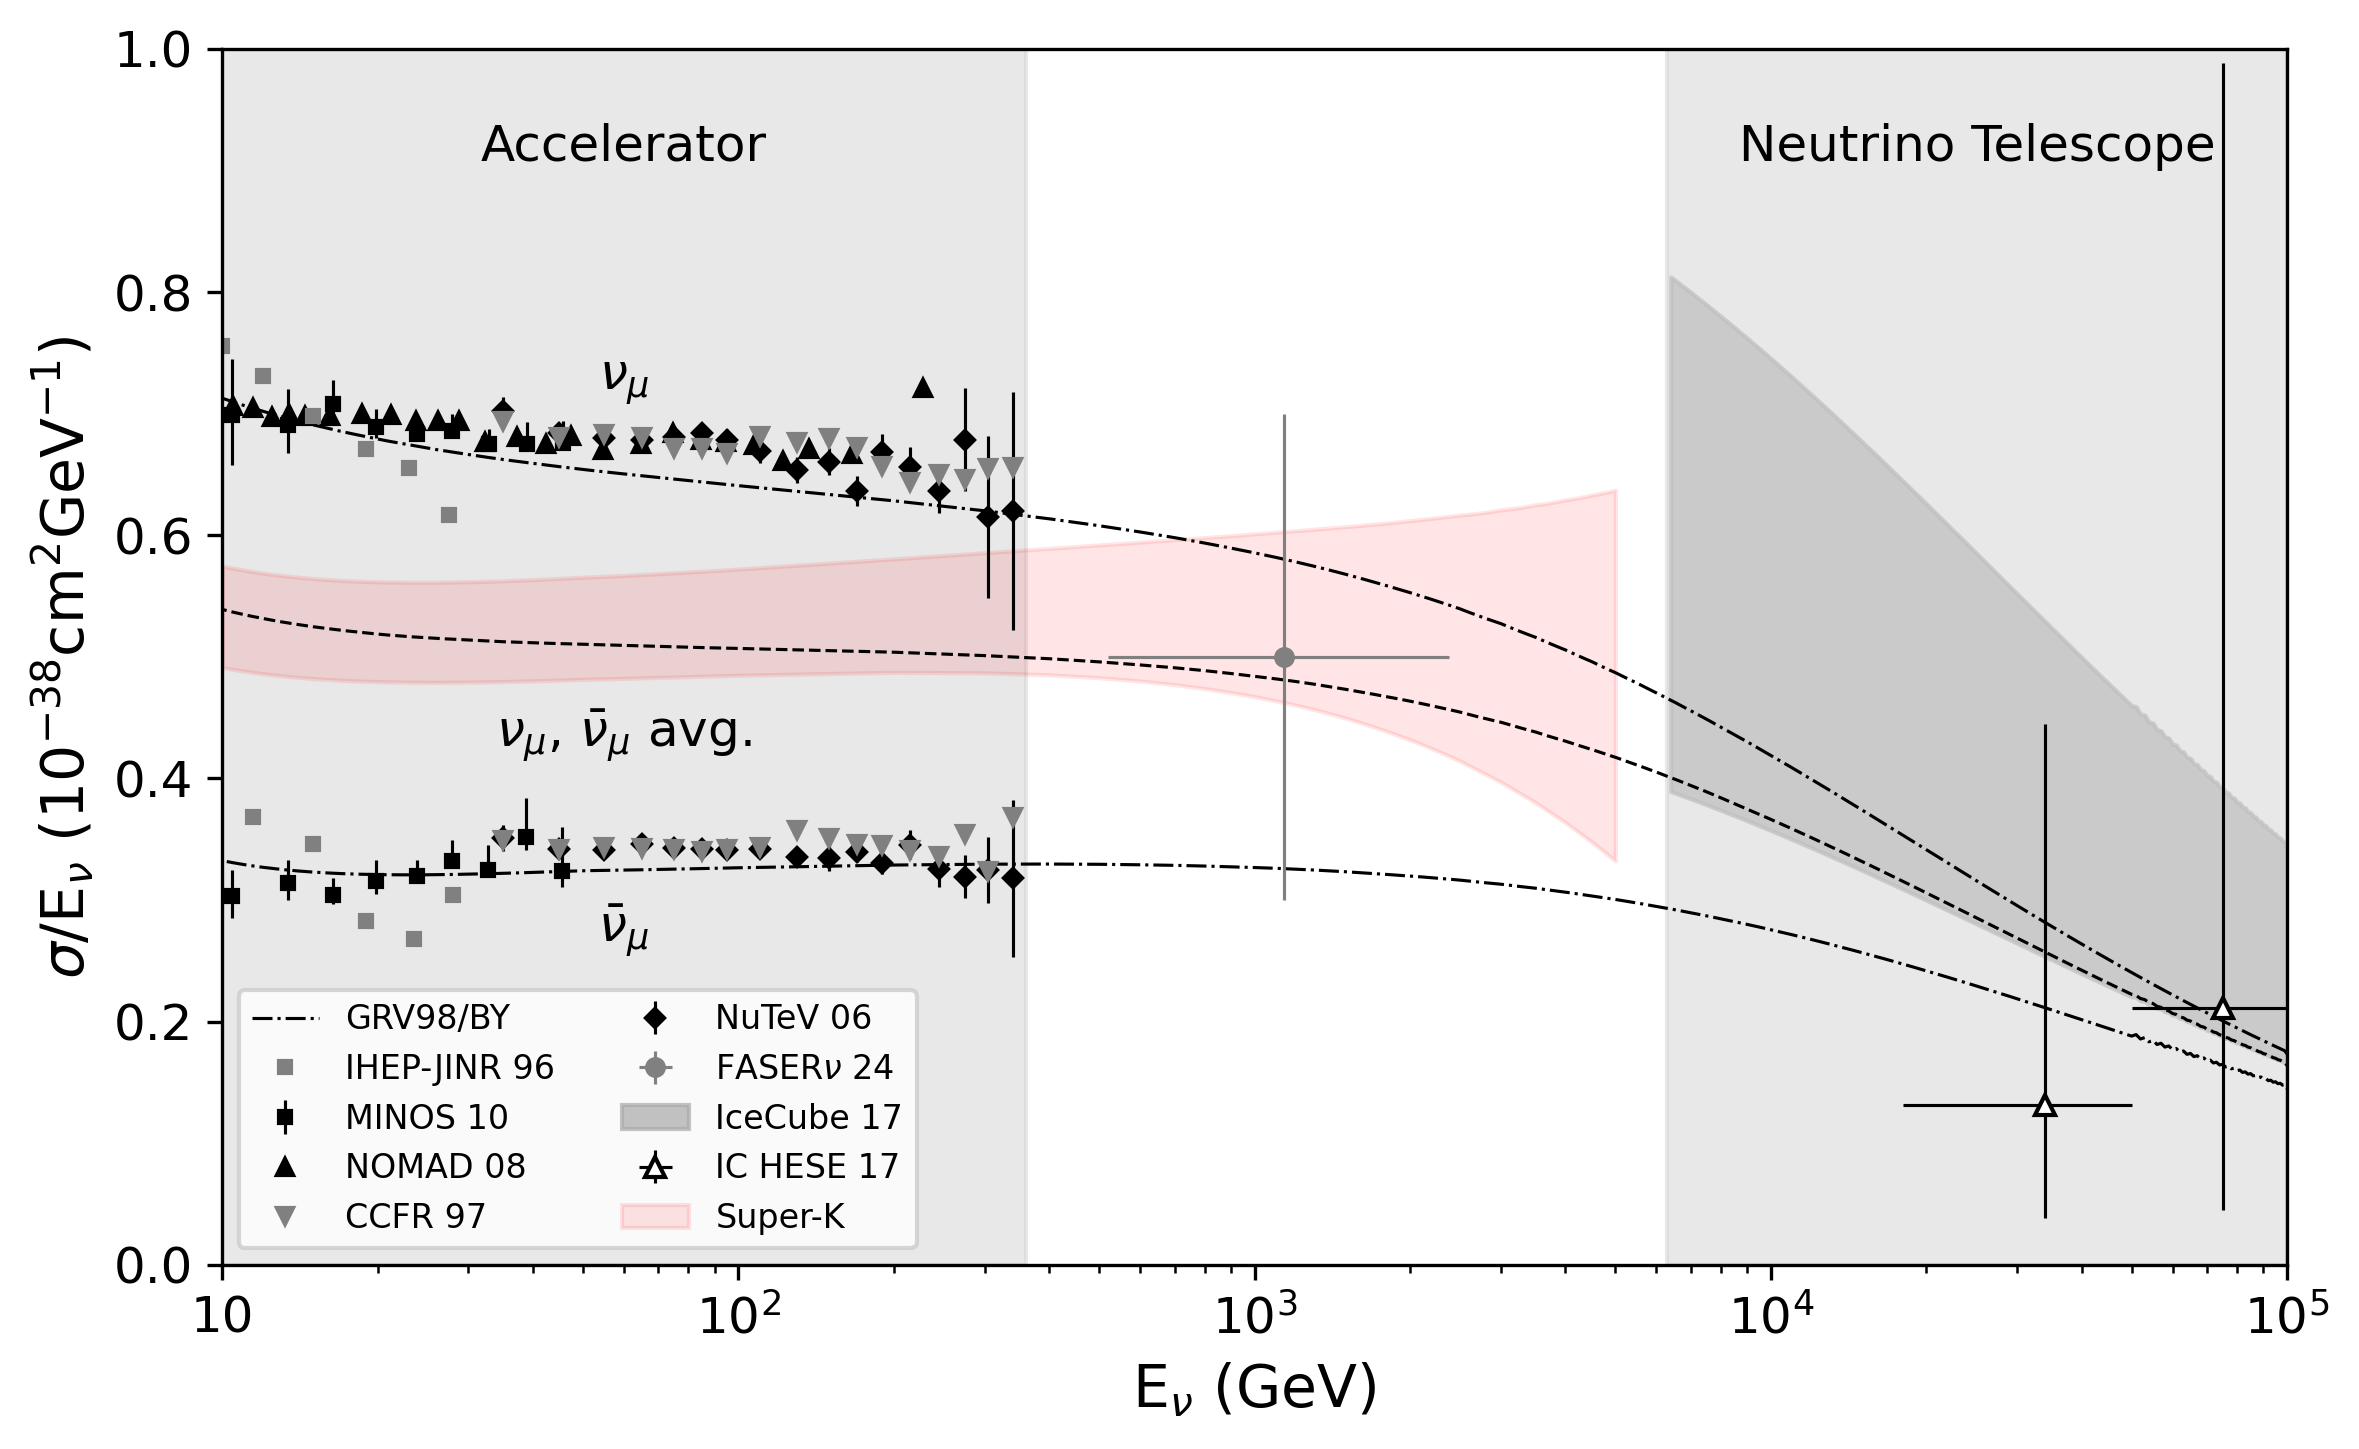 1.0
0.8
0.6
0.4
0.2
0.0
σ/Eν (10⁻³⁸cm²GeV⁻¹)
Accelerator
Neutrino Telescope
νμ
νμ, ν̄μ avg.
ν̄μ
GRV98/BY
IHEP-JINR 96
MINOS 10
NOMAD 08
CCFR 97
NuTeV 06
FASERν 24
IceCube 17
IC HESE 17
Super-K
10 10² 10³ 10⁴ 10⁵
Eν (GeV)